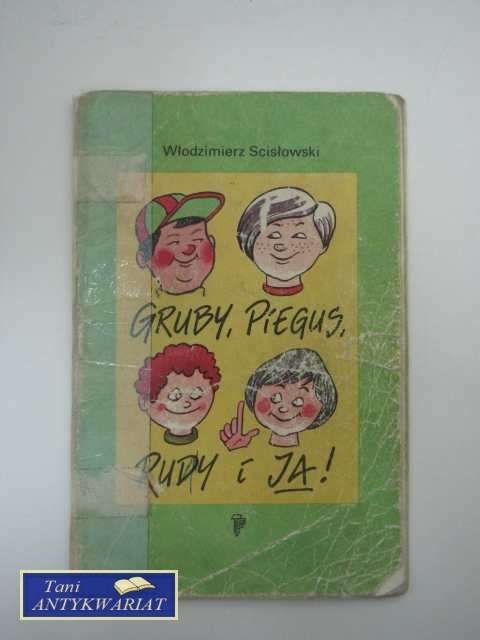 Włodzimierz Scisłowski
GRUBY, PIEGUS,
RUDY i JA!
Tani
ANTYKWARIAT